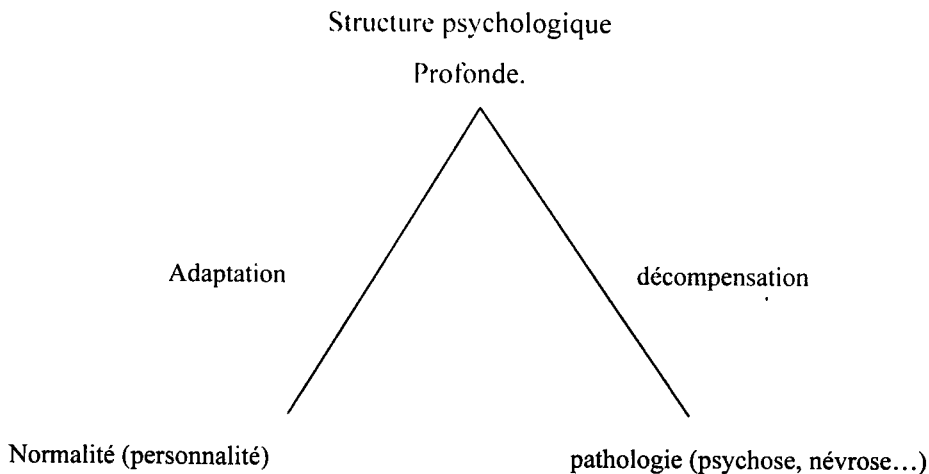 Structure psychologique
Profonde.
Adaptation
décompensation
Normalité (personnalité)
pathologie (psychose, névrose…)